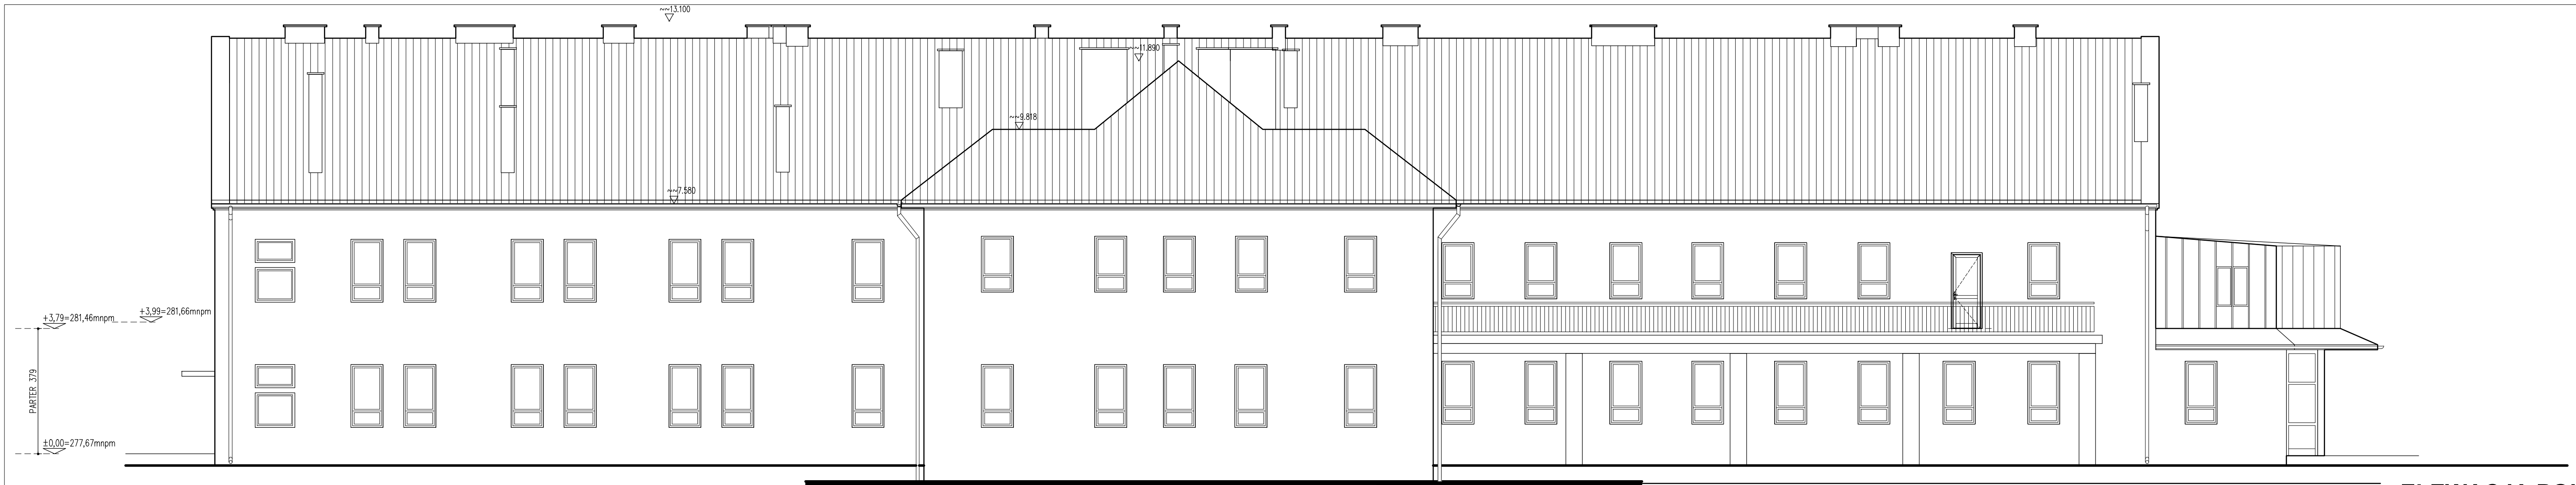 ~~13.100
~~11.890
~~9.818
~~7.580
+3,99=281,66mnpm
+3,79=281,46mnpm
PARTER 379
±0,00=277,67mnpm